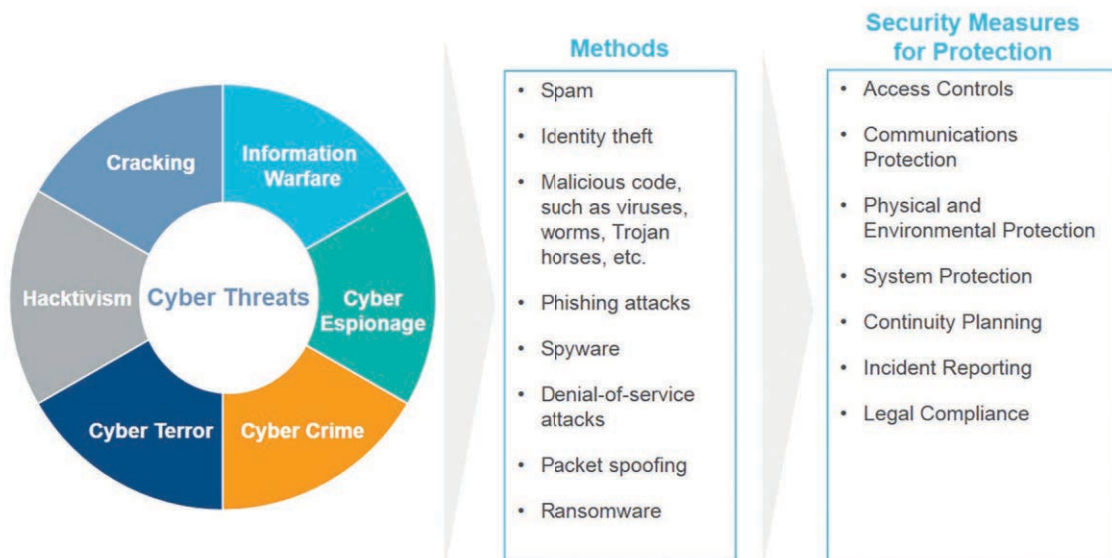 Cracking
Information
Warfare
Hacktivism
Cyber Threats
Cyber
Espionage
Cyber Terror
Cyber Crime
Methods
• Spam
• Identity theft
• Malicious code,
such as viruses,
worms, Trojan
horses, etc.
• Phishing attacks
• Spyware
• Denial-of-service
attacks
• Packet spoofing
• Ransomware
Security Measures
for Protection
• Access Controls
• Communications
Protection
• Physical and
Environmental Protection
• System Protection
• Continuity Planning
• Incident Reporting
• Legal Compliance